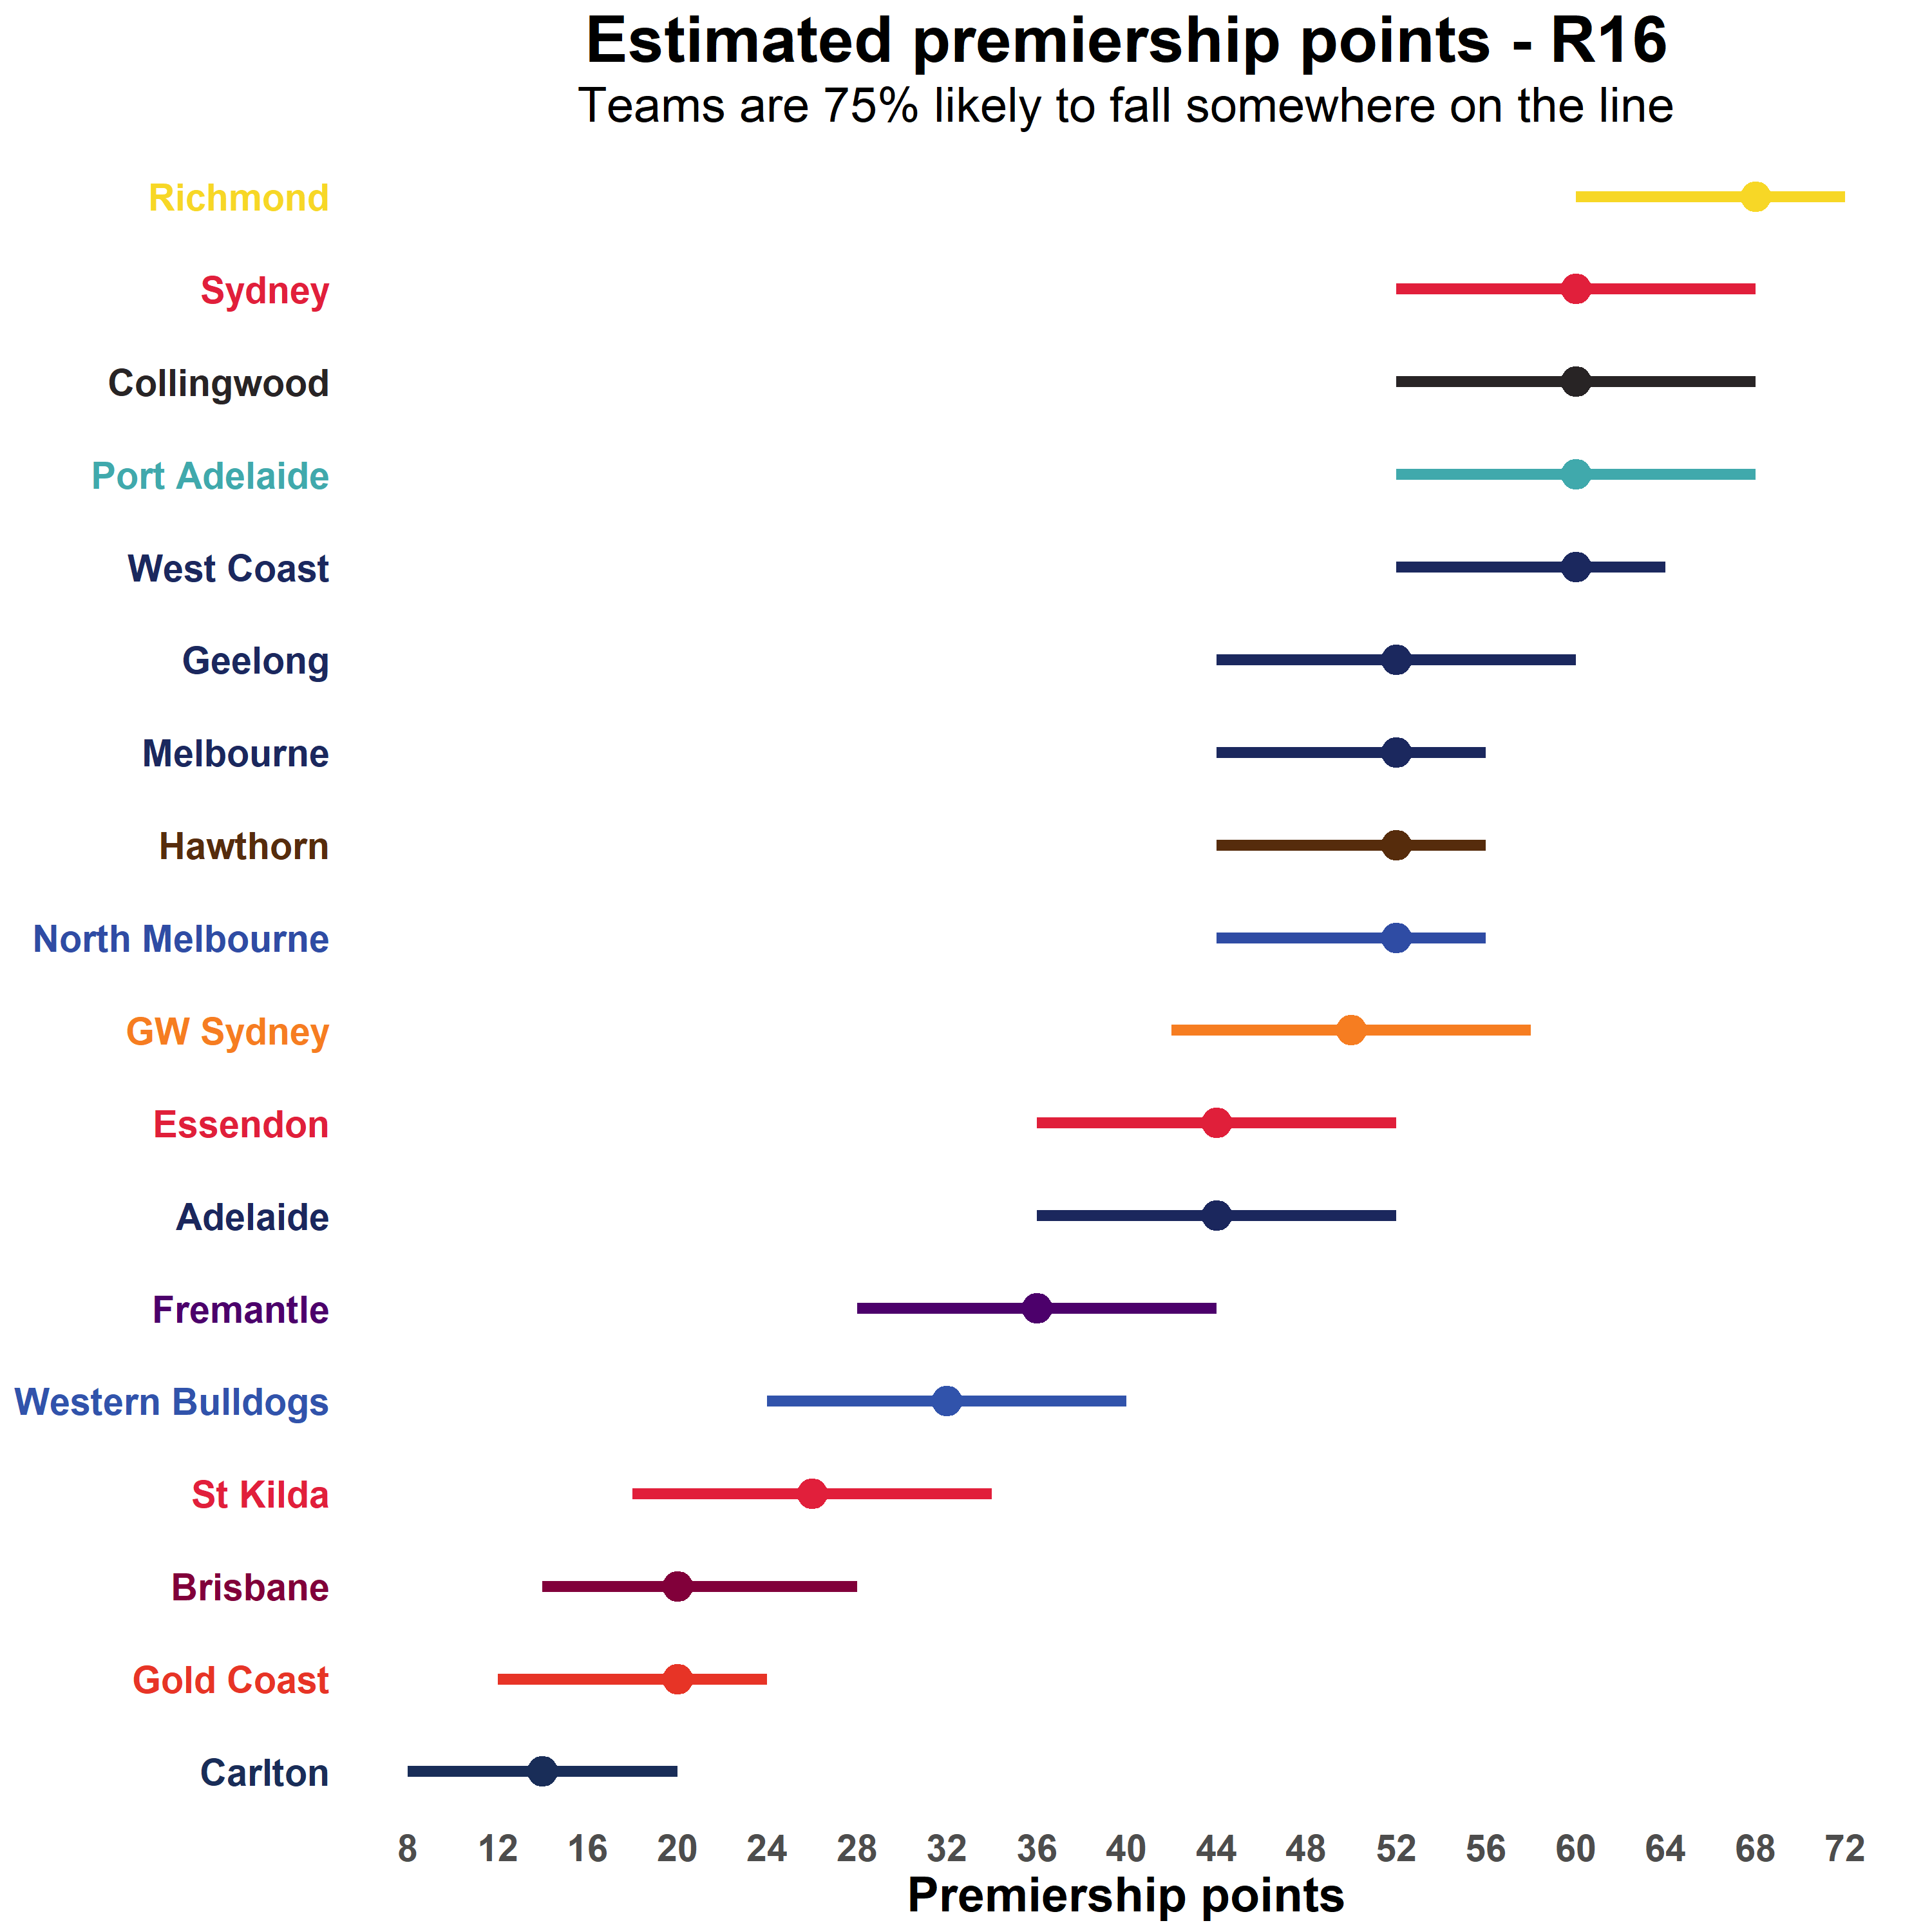 Estimated premiership points - R16
Teams are 75% likely to fall somewhere on the line
Richmond
Sydney
Collingwood
Port Adelaide
West Coast
Geelong
Melbourne
Hawthorn
North Melbourne
GW Sydney
Essendon
Adelaide
Fremantle
Western Bulldogs
St Kilda
Brisbane
Gold Coast
Carlton
8 12 16 20 24 28 32 36 40 44 48 52 56 60 64 68 72
Premiership points